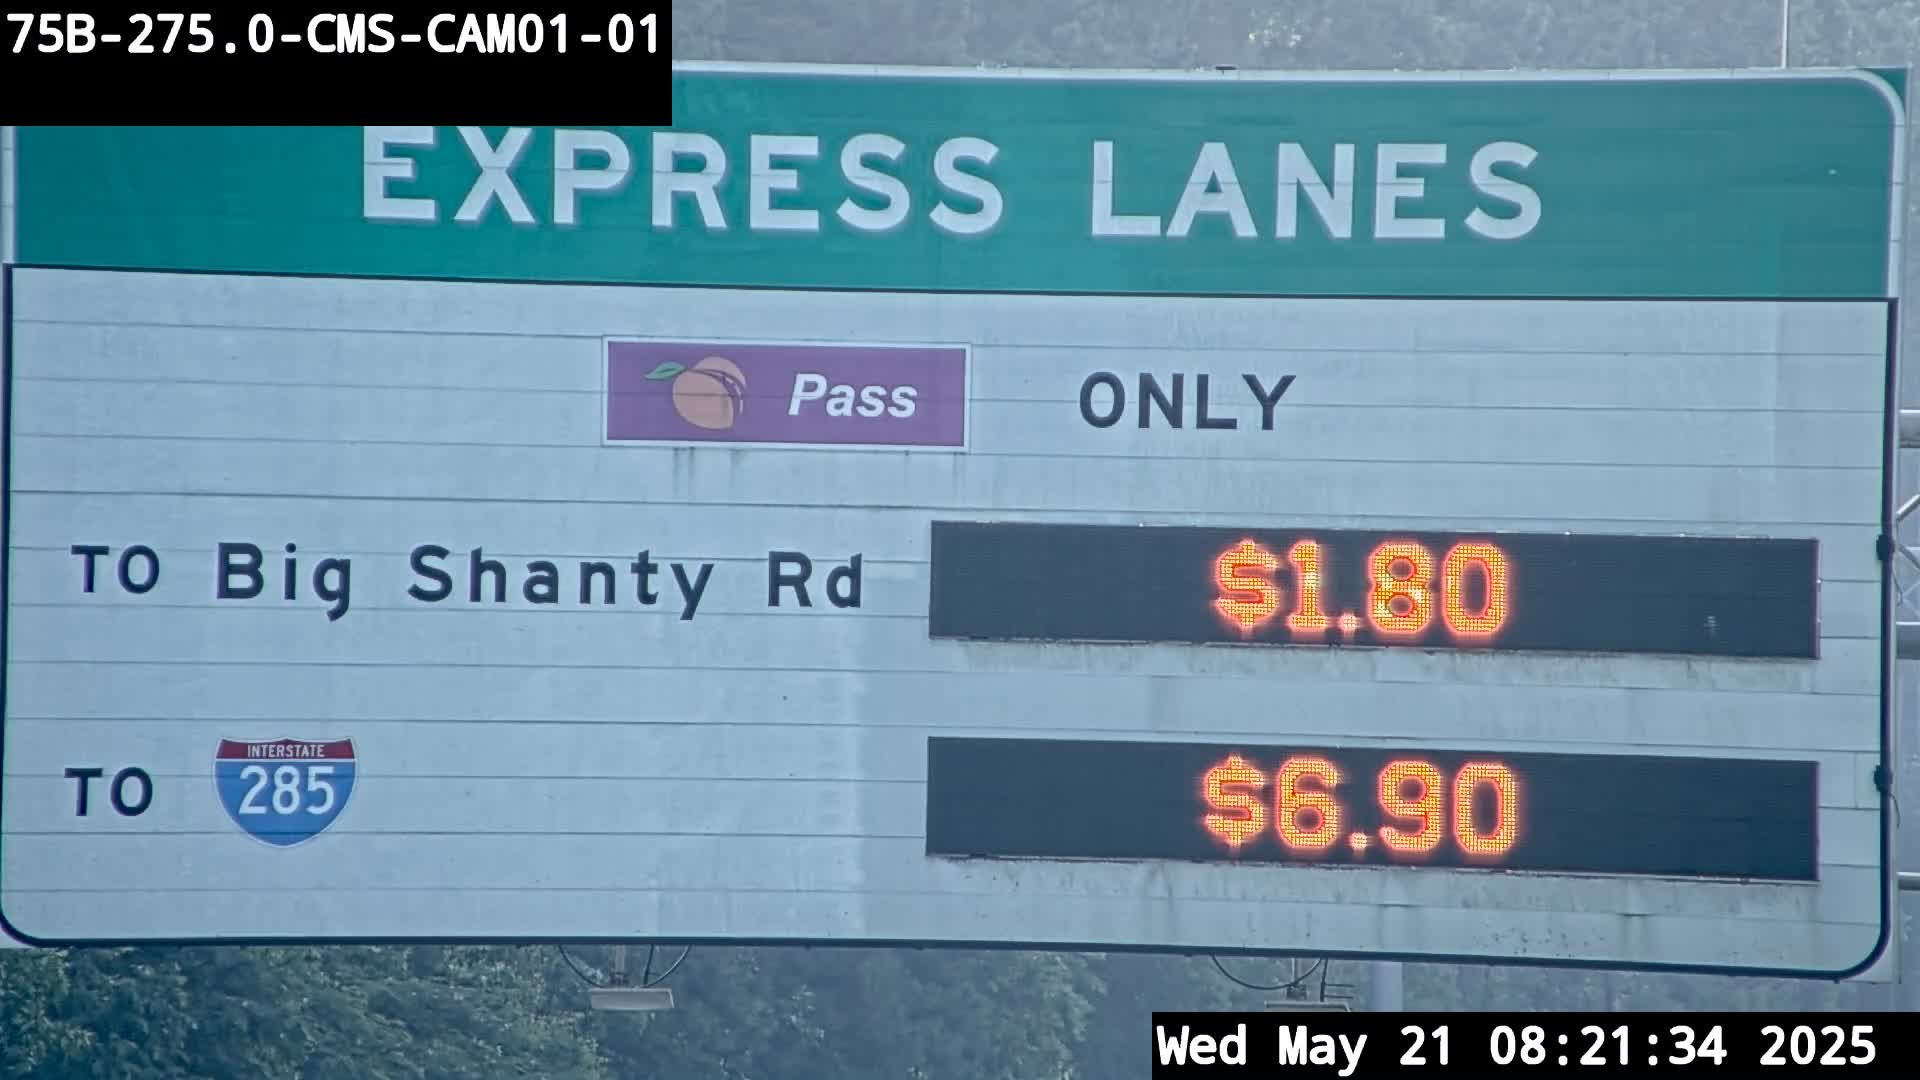 75B-275.0-CMS-CAM01-01
EXPRESS LANES
Pass ONLY
TO Big Shanty Rd $1.80
INTERSTATE
TO 285 $6.90
Wed May 21 08:21:34 2025